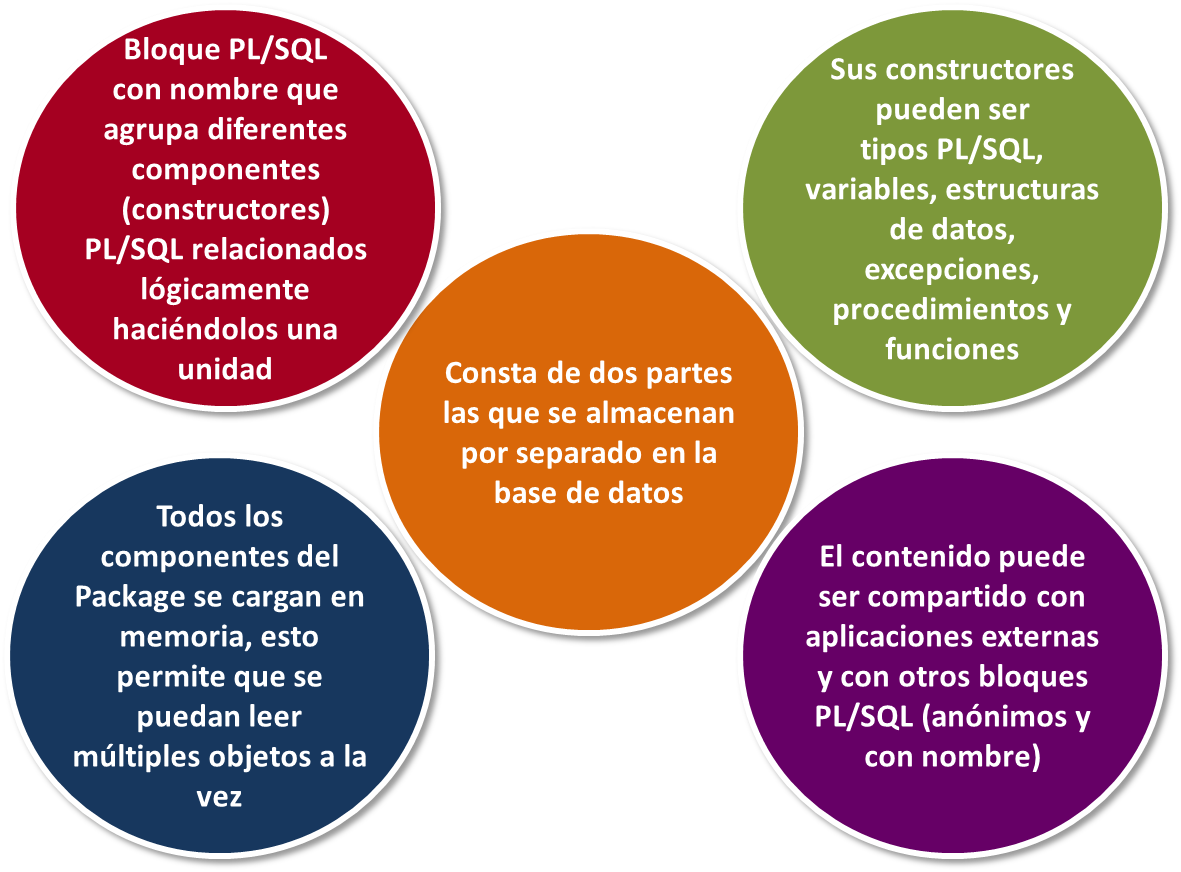 Bloque PL/SQL
con nombre que
agrupa diferentes
componentes
(constructores)
PL/SQL relacionados
lógicamente
haciéndolos una
unidad
Sus constructores
pueden ser
tipos PL/SQL,
variables, estructuras
de datos,
excepciones,
procedimientos y
funciones
Consta de dos partes
las que se almacenan
por separado en la
base de datos
Todos los
componentes del
Package se cargan en
memoria, esto
permite que se
puedan leer
múltiples objetos a la
vez
El contenido puede
ser compartido con
aplicaciones externas
y con otros bloques
PL/SQL (anónimos y
con nombre)